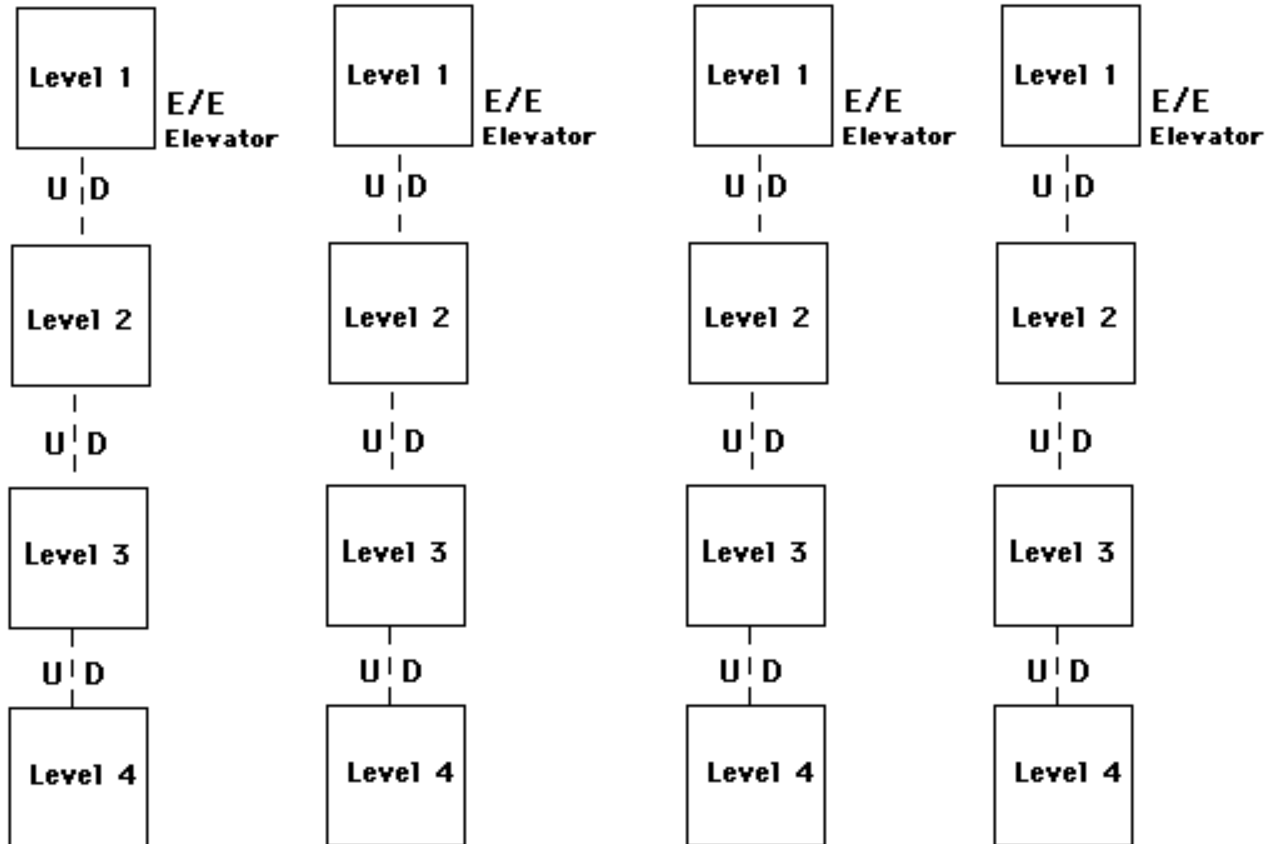 Level 1 Level 1 Level 1 Level 1
E/E E/E E/E E/E
Elevator Elevator Elevator Elevator
U D U D U D U D
Level 2 Level 2 Level 2 Level 2
U D U D U D U D
Level 3 Level 3 Level 3 Level 3
U D U D U D U D
Level 4 Level 4 Level 4 Level 4